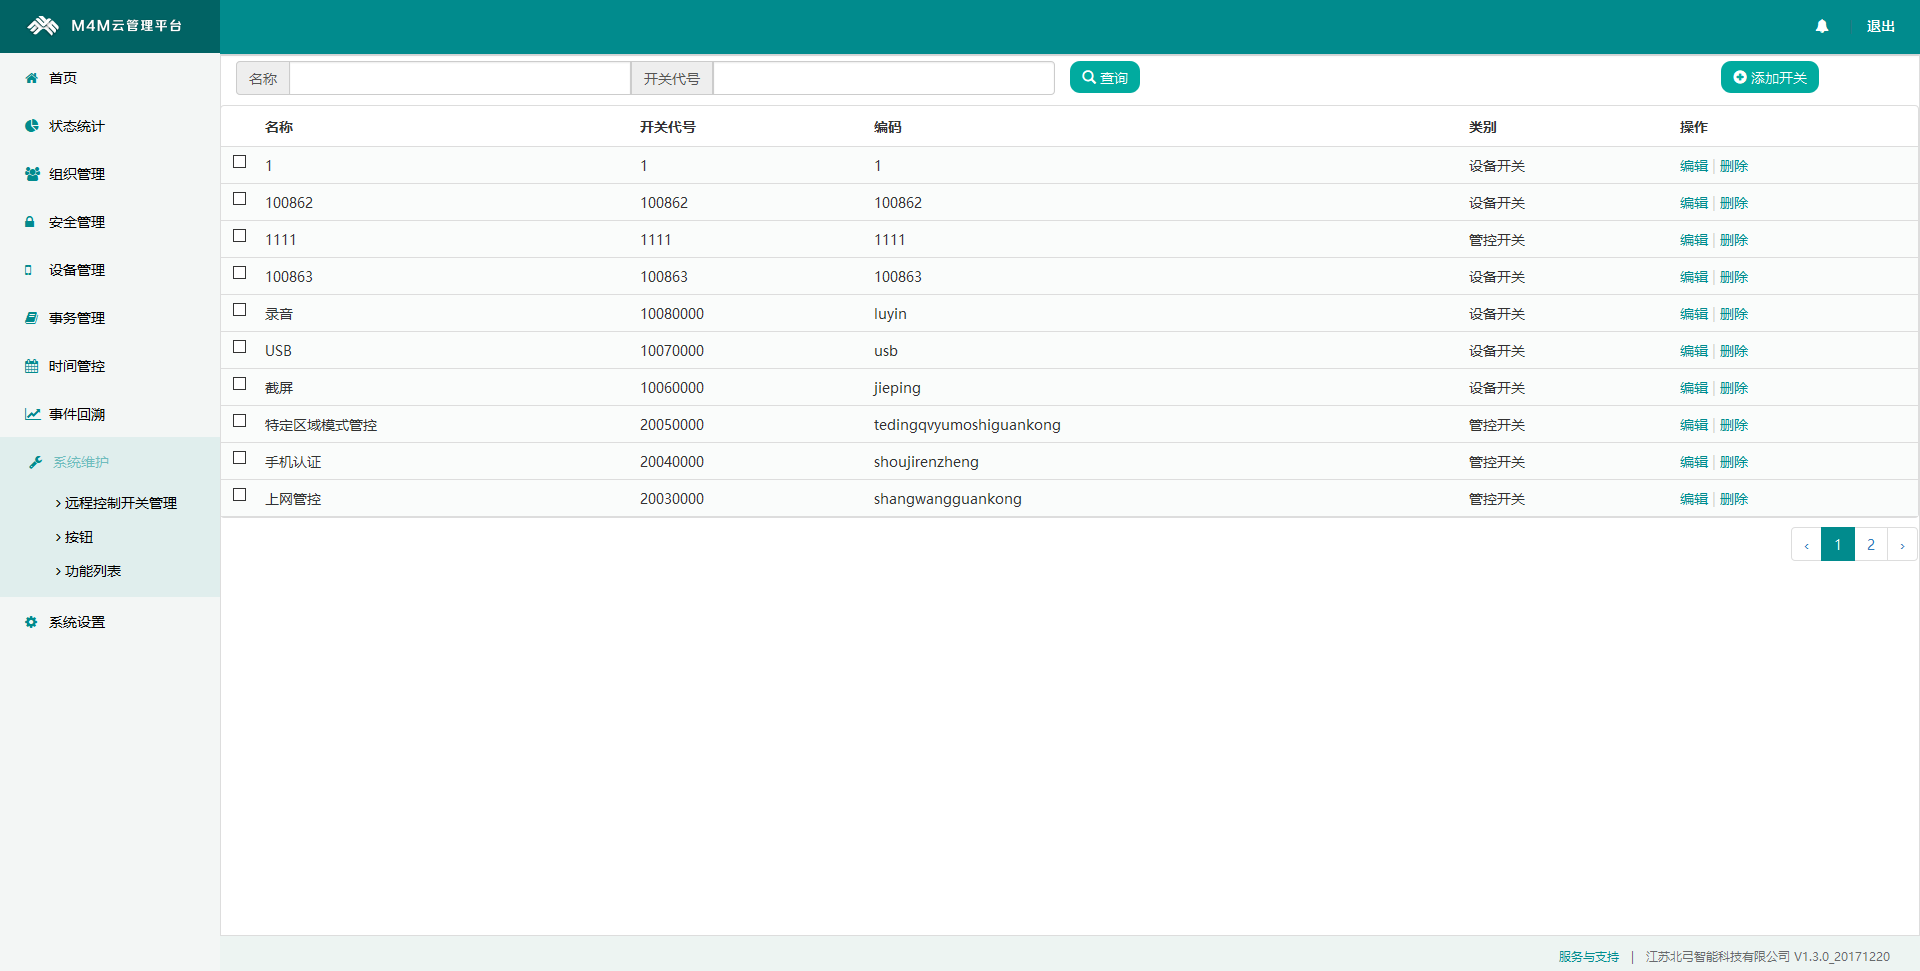 M4M云管理平台
退出
首页
状态统计
组织管理
安全管理
设备管理
事务管理
时间管控
事件回溯
系统维护
远程控制开关管理
按钮
功能列表
系统设置
名称 开关代号 查询 添加开关
名称 开关代号 编码 类别 操作
1 1 1 设备开关 编辑 | 删除
100862 100862 100862 设备开关 编辑 | 删除
1111 1111 1111 管控开关 编辑 | 删除
100863 100863 100863 设备开关 编辑 | 删除
录音 10080000 luyin 设备开关 编辑 | 删除
USB 10070000 usb 设备开关 编辑 | 删除
截屏 10060000 jieping 设备开关 编辑 | 删除
特定区域模式管控 20050000 tedingqvyumoshiguankong 管控开关 编辑 | 删除
手机认证 20040000 shoujirenzheng 管控开关 编辑 | 删除
上网管控 20030000 shangwangguankong 管控开关 编辑 | 删除
‹ 1 2 ›
服务与支持 | 江苏北弓智能科技有限公司 V1.3.0_20171220